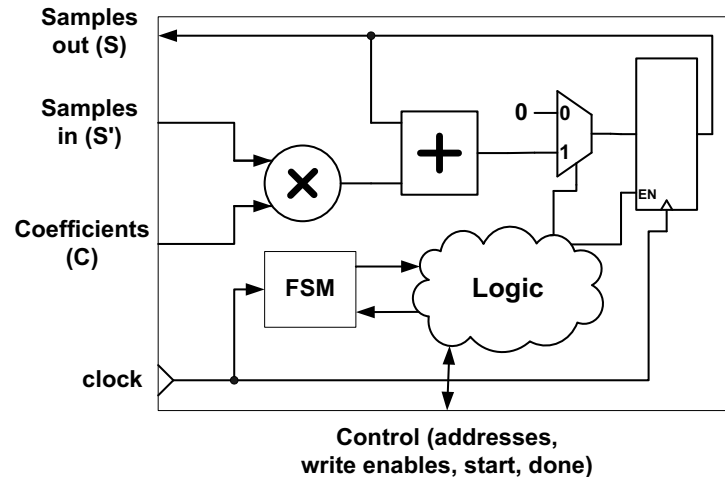 Samples
out (S)
Samples
in (S')
0
0
1
EN
Coefficients
(C)
FSM
Logic
clock
Control (addresses,
write enables, start, done)